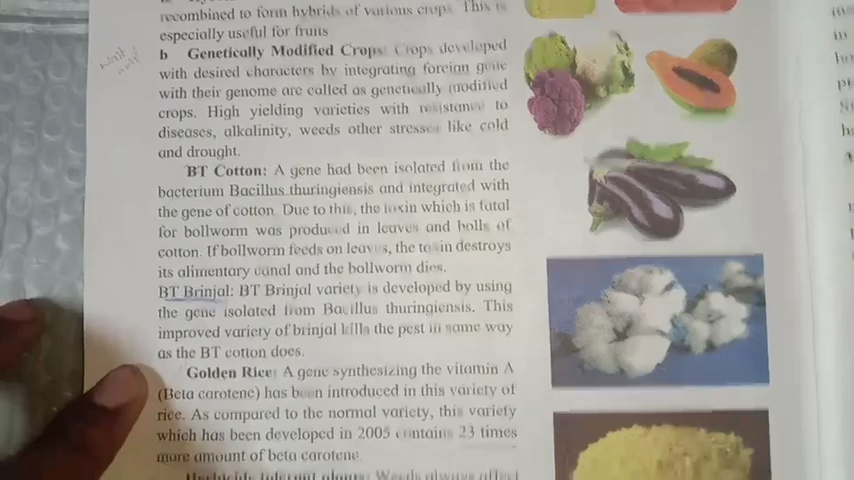 recombined to form hybrids of various crops. This is
especially useful for fruits
b Genetically Modified Crops: Crops developed
with desired characters by integrating foreign gene
with their genome are called as genetically modified
crops. High yielding varieties with resistance to
diseases, alkalinity, weeds other stresses like cold
and drought.
BT Cotton: A gene had been isolated from the
bacterium Bacillus thuringiensis and integrated with
the gene of cotton. Due to this, the toxin which is fatal
for bollworm was produced in leaves and bolls of
cotton. If bollworm feeds on leaves, the toxin destroys
its alimentary canal and the bollworm dies.
BT Brinjal: BT Brinjal variety is developed by using
the gene isolated from Bacillus thuringiensis. This
improved variety of brinjal kills the pest in same way
as the BT cotton does.
Golden Rice: A gene synthesizing the vitamin A
(Beta carotene) has been introduced in this variety of
rice. As compared to the normal variety, this variety
which has been developed in 2005 contains 23 times
more amount of beta carotene.